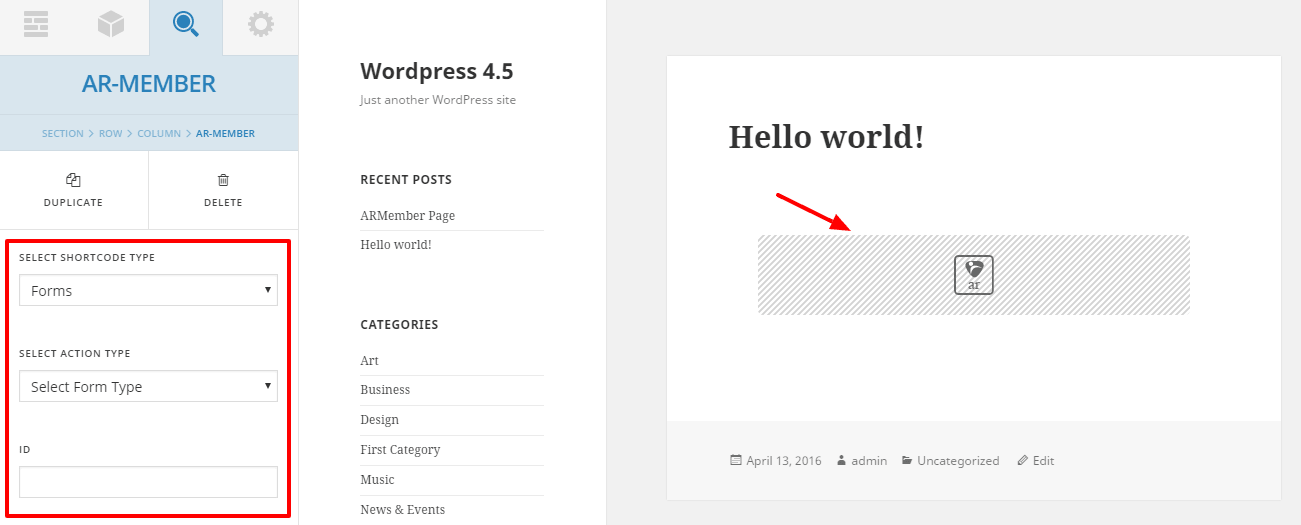 AR-MEMBER
SECTION > ROW > COLUMN > AR-MEMBER
DUPLICATE
DELETE
SELECT SHORTCODE TYPE
Forms
SELECT ACTION TYPE
Select Form Type
ID
Wordpress 4.5
Just another WordPress site
RECENT POSTS
ARMember Page
Hello world!
CATEGORIES
Art
Business
Design
First Category
Music
News & Events
Hello world!
ar
April 13, 2016 admin Uncategorized Edit